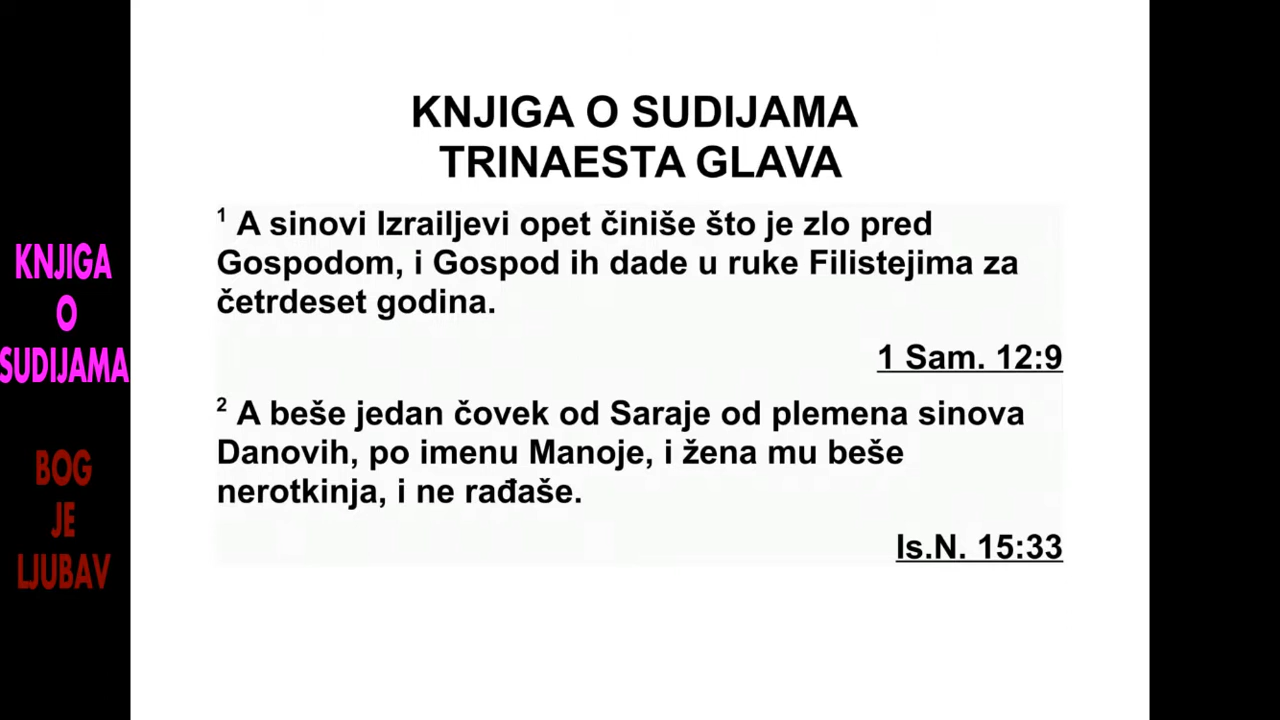 KNJIGA O SUDIJAMA
TRINAESTA GLAVA
1 A sinovi Izrailjevi opet činiše što je zlo pred
Gospodom, i Gospod ih dade u ruke Filistejima za
četrdeset godina.
1 Sam. 12:9
2 A beše jedan čovek od Saraje od plemena sinova
Danovih, po imenu Manoje, i žena mu beše
nerotkinja, i ne rađaše.
Is.N. 15:33
KNJIGA
O
SUDIJAMA
BOG
JE
LJUBAV